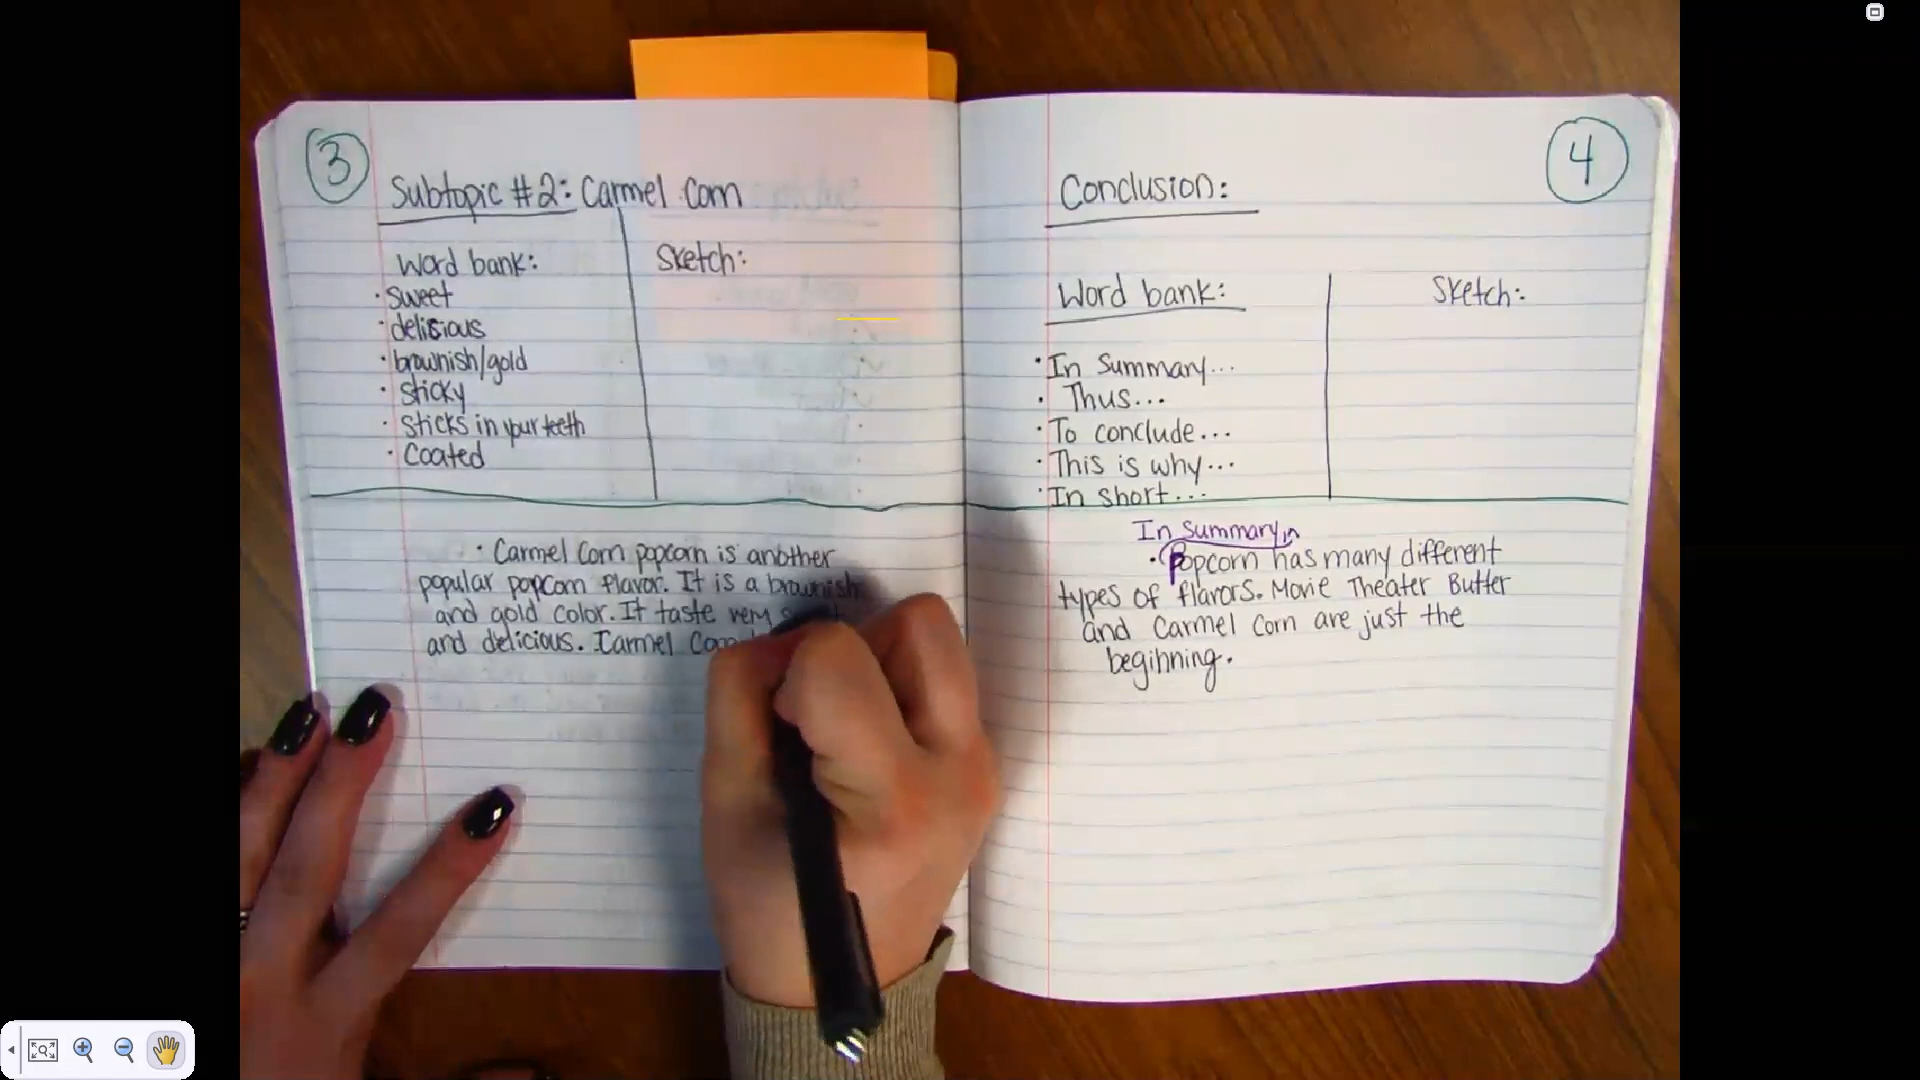 3
Subtopic #2: Carmel Corn
Word bank:
• sweet
• delisious
• brownish/gold
• sticky
• sticks in your teeth
• Coated
Sketch:
• Carmel Corn popcorn is another
popular popcorn flavor. It is a brownish
and gold color. It taste very
and delicious. Carmel
4
Conclusion:
Word bank:
• In Summary...
• Thus...
• To conclude...
• This is why...
• In short...
Sketch:
In summary,
• Popcorn has many different
types of flavors. Movie Theater Butter
and Carmel Corn are just the
beginning.